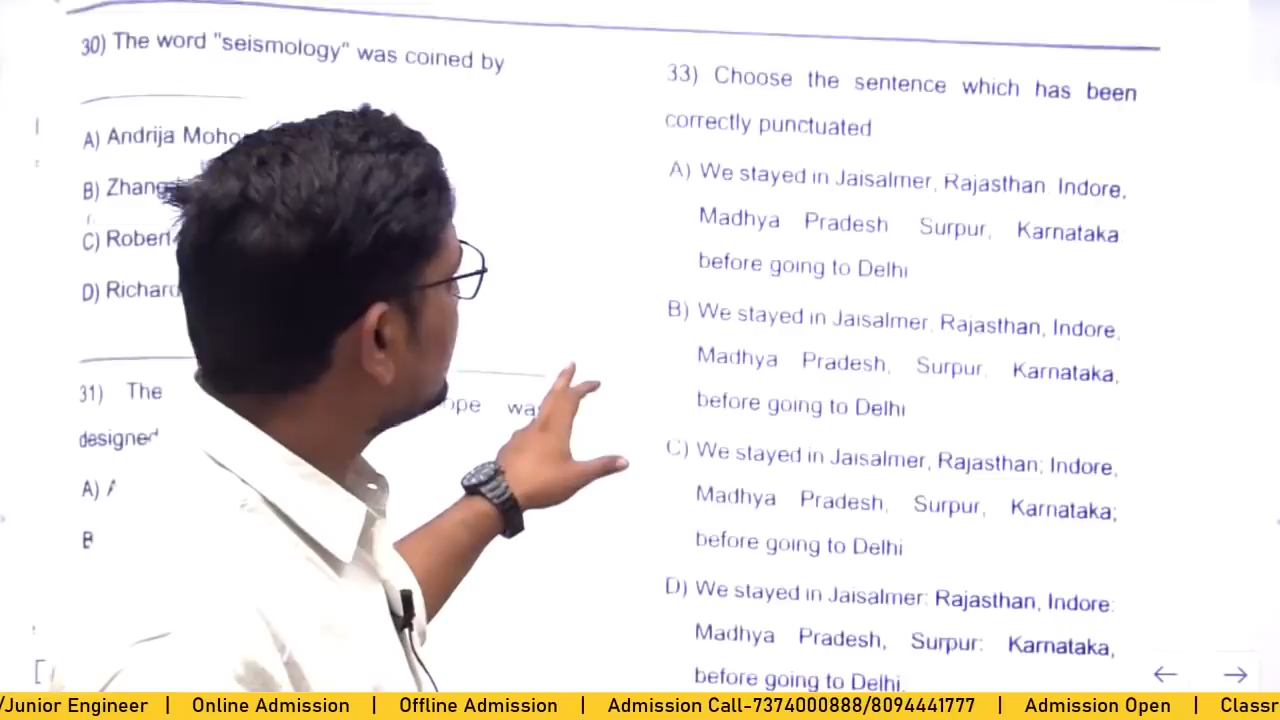 30) The word "seismology" was coined by
A) Andrija
B) Zhang
C) Robert
D) Richard
31) The
was
designed
A)
B
33) Choose the sentence which has been
correctly punctuated
A) We stayed in Jaisalmer, Rajasthan Indore,
Madhya Pradesh Surpur, Karnataka
before going to Delhi
B) We stayed in Jaisalmer, Rajasthan, Indore,
Madhya Pradesh, Surpur, Karnataka,
before going to Delhi
C) We stayed in Jaisalmer, Rajasthan; Indore,
Madhya Pradesh, Surpur, Karnataka;
before going to Delhi
D) We stayed in Jaisalmer: Rajasthan, Indore:
Madhya Pradesh, Surpur: Karnataka,
before going to Delhi.
/Junior Engineer | Online Admission | Offline Admission | Admission Call-7374000888/8094441777 | Admission Open | Classr